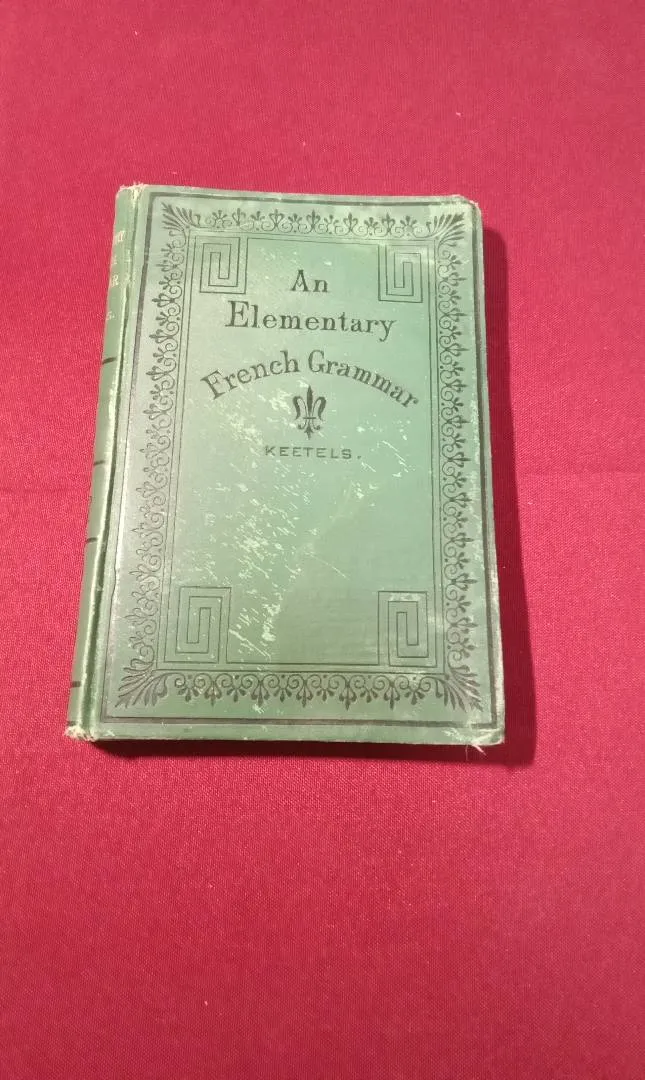 An
Elementary
French Grammar
KEETELS.